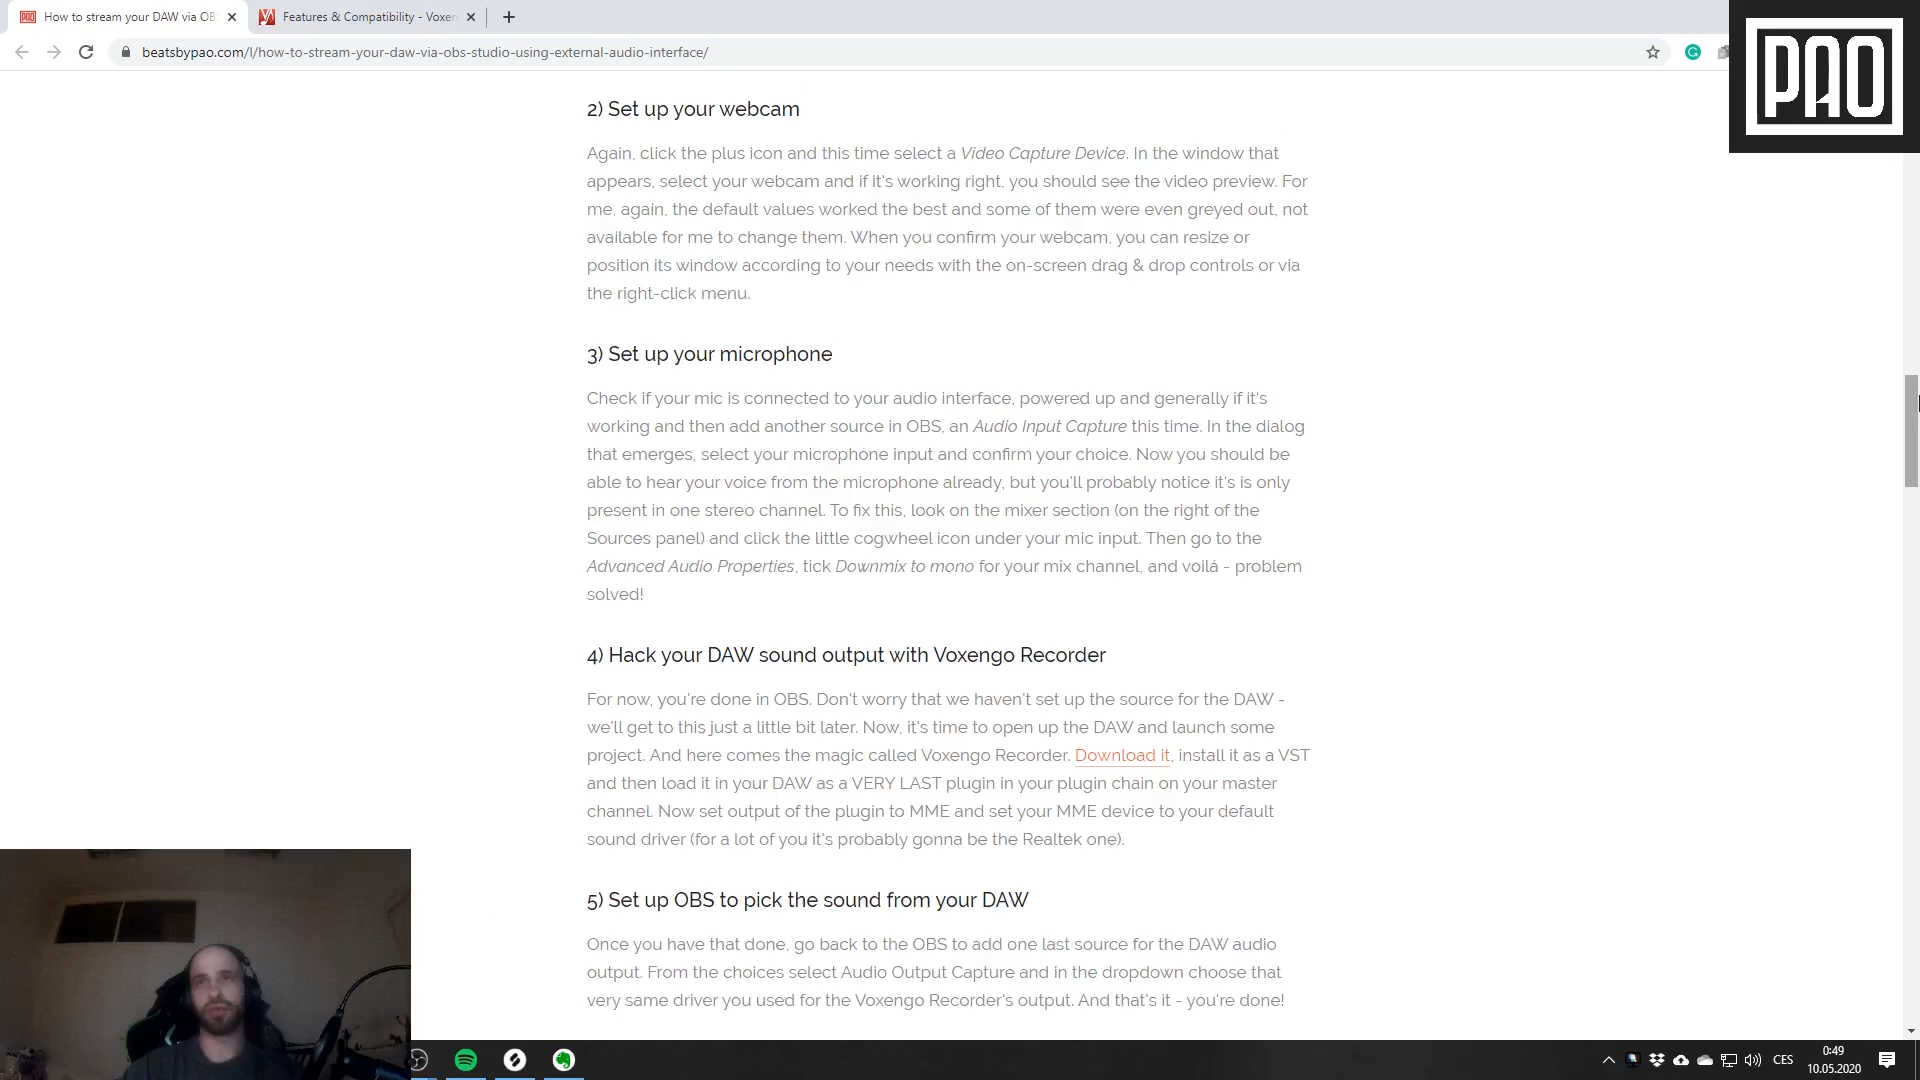 How to stream your DAW via OB
Features & Compatibility - Voxen
beatsbypao.com/l/how-to-stream-your-daw-via-obs-studio-using-external-audio-interface/
PAO
2) Set up your webcam
Again, click the plus icon and this time select a Video Capture Device. In the window that
appears, select your webcam and if it's working right, you should see the video preview. For
me, again, the default values worked the best and some of them were even greyed out, not
available for me to change them. When you confirm your webcam, you can resize or
position its window according to your needs with the on-screen drag & drop controls or via
the right-click menu.
3) Set up your microphone
Check if your mic is connected to your audio interface, powered up and generally if it's
working and then add another source in OBS, an Audio Input Capture this time. In the dialog
that emerges, select your microphone input and confirm your choice. Now you should be
able to hear your voice from the microphone already, but you'll probably notice it's is only
present in one stereo channel. To fix this, look on the mixer section (on the right of the
Sources panel) and click the little cogwheel icon under your mic input. Then go to the
Advanced Audio Properties, tick Downmix to mono for your mix channel, and voilá - problem
solved!
4) Hack your DAW sound output with Voxengo Recorder
For now, you're done in OBS. Don't worry that we haven't set up the source for the DAW -
we'll get to this just a little bit later. Now, it's time to open up the DAW and launch some
project. And here comes the magic called Voxengo Recorder. Download it, install it as a VST
and then load it in your DAW as a VERY LAST plugin in your plugin chain on your master
channel. Now set output of the plugin to MME and set your MME device to your default
sound driver (for a lot of you it's probably gonna be the Realtek one).
5) Set up OBS to pick the sound from your DAW
Once you have that done, go back to the OBS to add one last source for the DAW audio
output. From the choices select Audio Output Capture and in the dropdown choose that
very same driver you used for the Voxengo Recorder's output. And that's it - you're done!
CES
0:49
10.05.2020